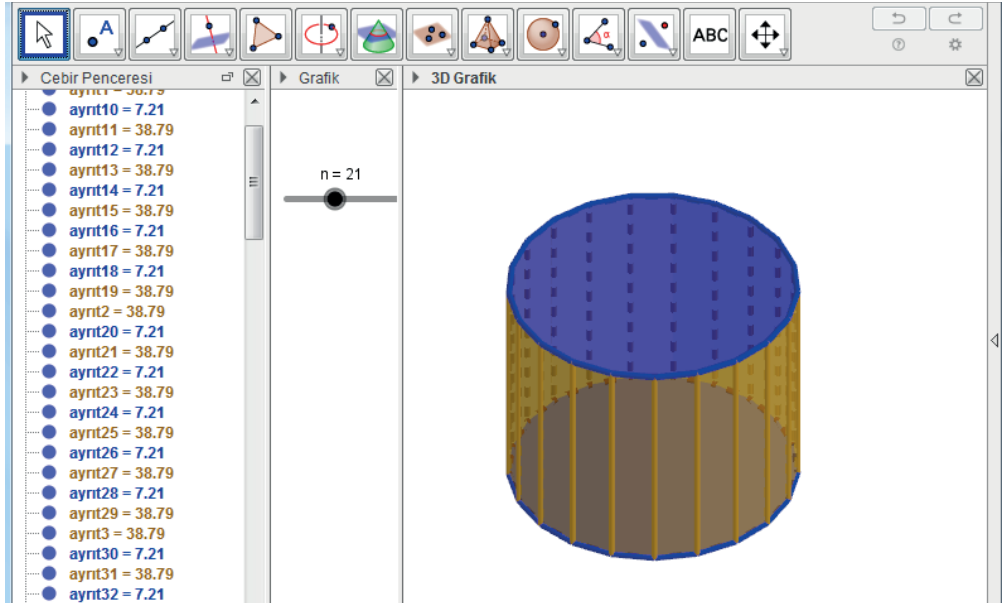 A
α
ABC
Cebir Penceresi
Grafik
3D Grafik
ayrıt1 = 38.79
ayrıt10 = 7.21
ayrıt11 = 38.79
ayrıt12 = 7.21
ayrıt13 = 38.79
ayrıt14 = 7.21
ayrıt15 = 38.79
ayrıt16 = 7.21
ayrıt17 = 38.79
ayrıt18 = 7.21
ayrıt19 = 38.79
ayrıt2 = 38.79
ayrıt20 = 7.21
ayrıt21 = 38.79
ayrıt22 = 7.21
ayrıt23 = 38.79
ayrıt24 = 7.21
ayrıt25 = 38.79
ayrıt26 = 7.21
ayrıt27 = 38.79
ayrıt28 = 7.21
ayrıt29 = 38.79
ayrıt3 = 38.79
ayrıt30 = 7.21
ayrıt31 = 38.79
ayrıt32 = 7.21
n = 21